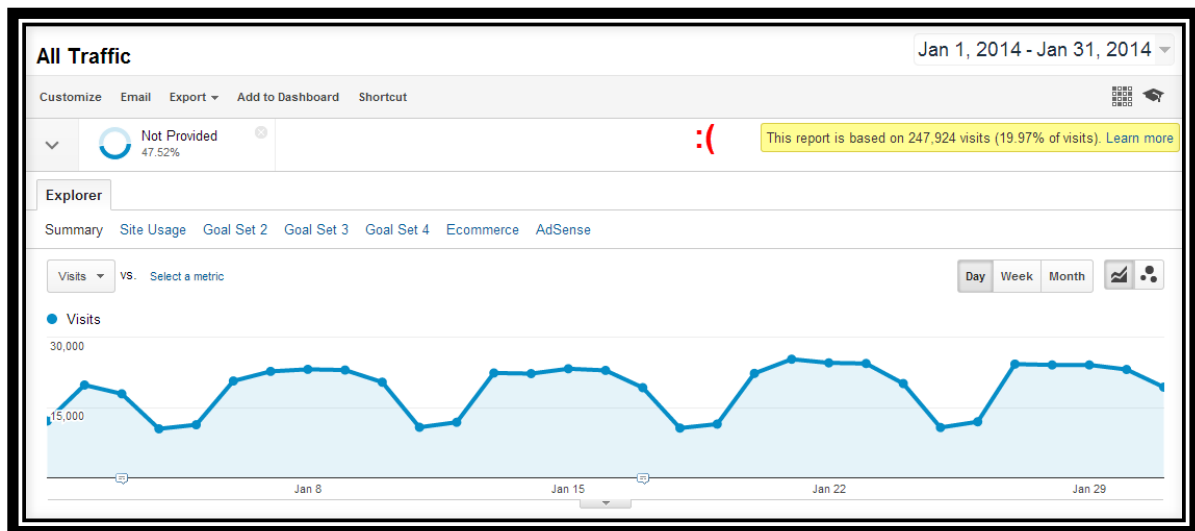 All Traffic
Jan 1, 2014 - Jan 31, 2014
Customize Email Export Add to Dashboard Shortcut
Not Provided
47.52%
:(
This report is based on 247,924 visits (19.97% of visits). Learn more
Explorer
Summary Site Usage Goal Set 2 Goal Set 3 Goal Set 4 Ecommerce AdSense
Visits VS. Select a metric
Day Week Month
Visits
30,000
15,000
Jan 8 Jan 15 Jan 22 Jan 29